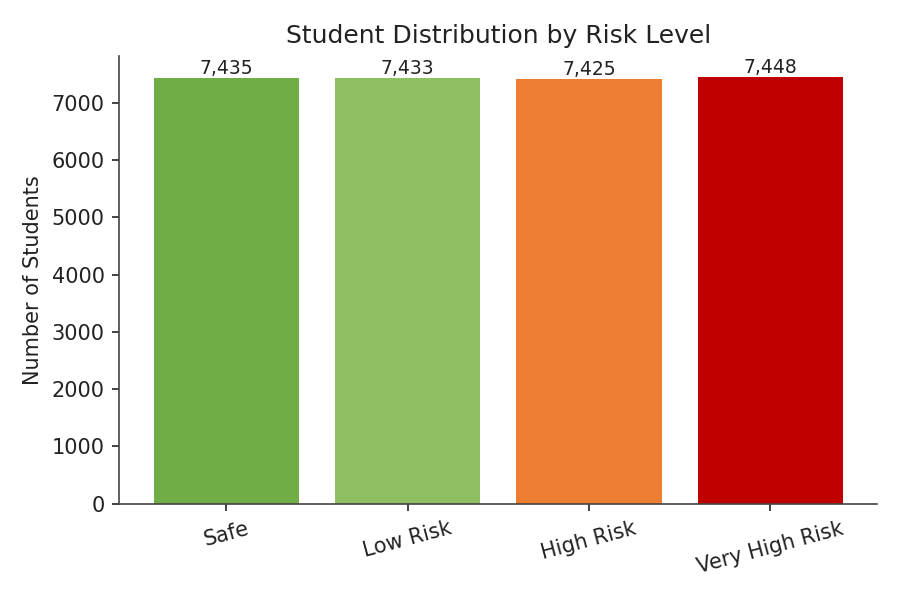 Student Distribution by Risk Level
7,435
7,433
7,425
7,448
Number of Students
7000
6000
5000
4000
3000
2000
1000
0
Safe
Low Risk
High Risk
Very High Risk